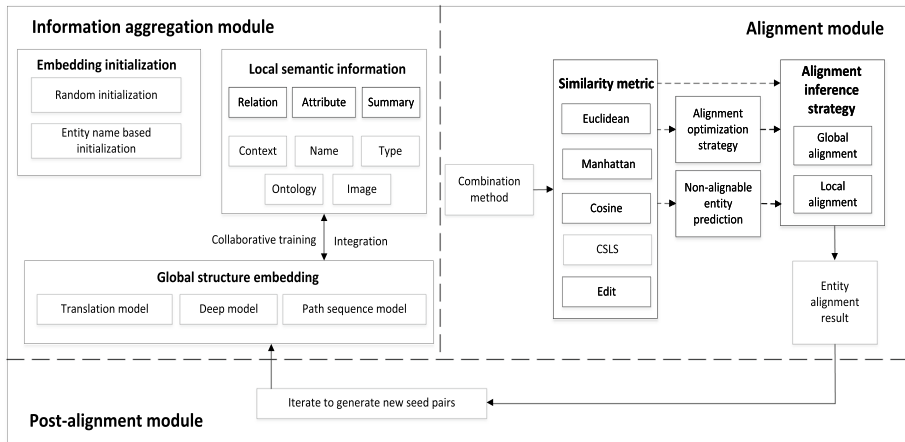 Information aggregation module
Embedding initialization
Random initialization
Entity name based
initialization
Local semantic information
Relation
Attribute
Summary
Context
Name
Type
Ontology
Image
Collaborative training
Integration
Global structure embedding
Translation model
Deep model
Path sequence model
Alignment module
Combination
method
Similarity metric
Euclidean
Manhattan
Cosine
CSLS
Edit
Alignment
optimization
strategy
Non-alignable
entity
prediction
Alignment
inference
strategy
Global
alignment
Local
alignment
Entity
alignment
result
Iterate to generate new seed pairs
Post-alignment module